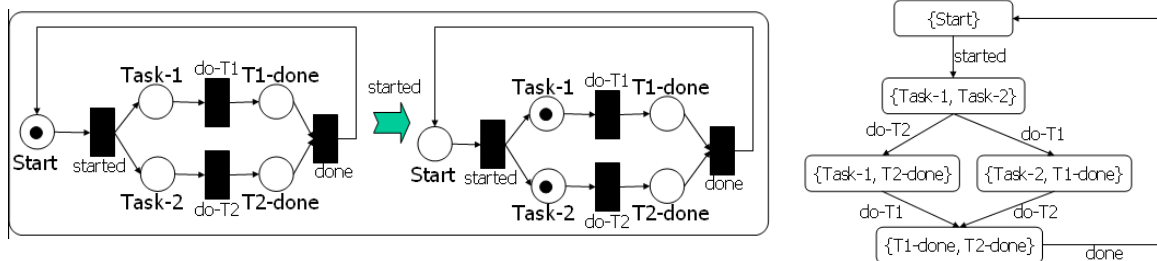 Task-1
do-T1
T1-done
Start
started
Task-2
do-T2
T2-done
done
started
Task-1
do-T1
T1-done
Start
started
Task-2
do-T2
T2-done
done
{Start}
started
{Task-1, Task-2}
do-T2
do-T1
{Task-1, T2-done}
{Task-2, T1-done}
do-T1
do-T2
{T1-done, T2-done}
done